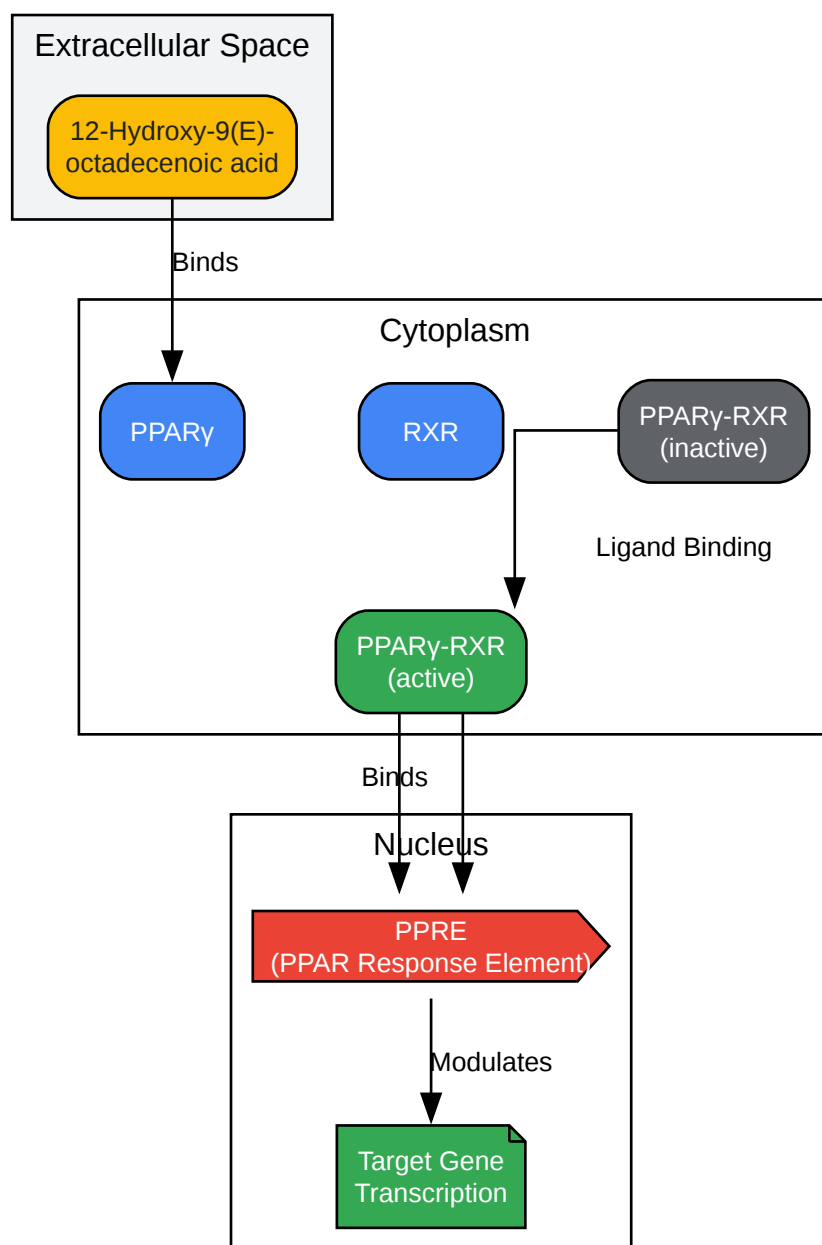 Extracellular Space
12-Hydroxy-9(E)-
octadecenoic acid
Binds
Cytoplasm
PPARγ
RXR
PPARγ-RXR
(inactive)
Ligand Binding
PPARγ-RXR
(active)
Binds
Nucleus
PPRE
(PPAR Response Element)
Modulates
Target Gene
Transcription